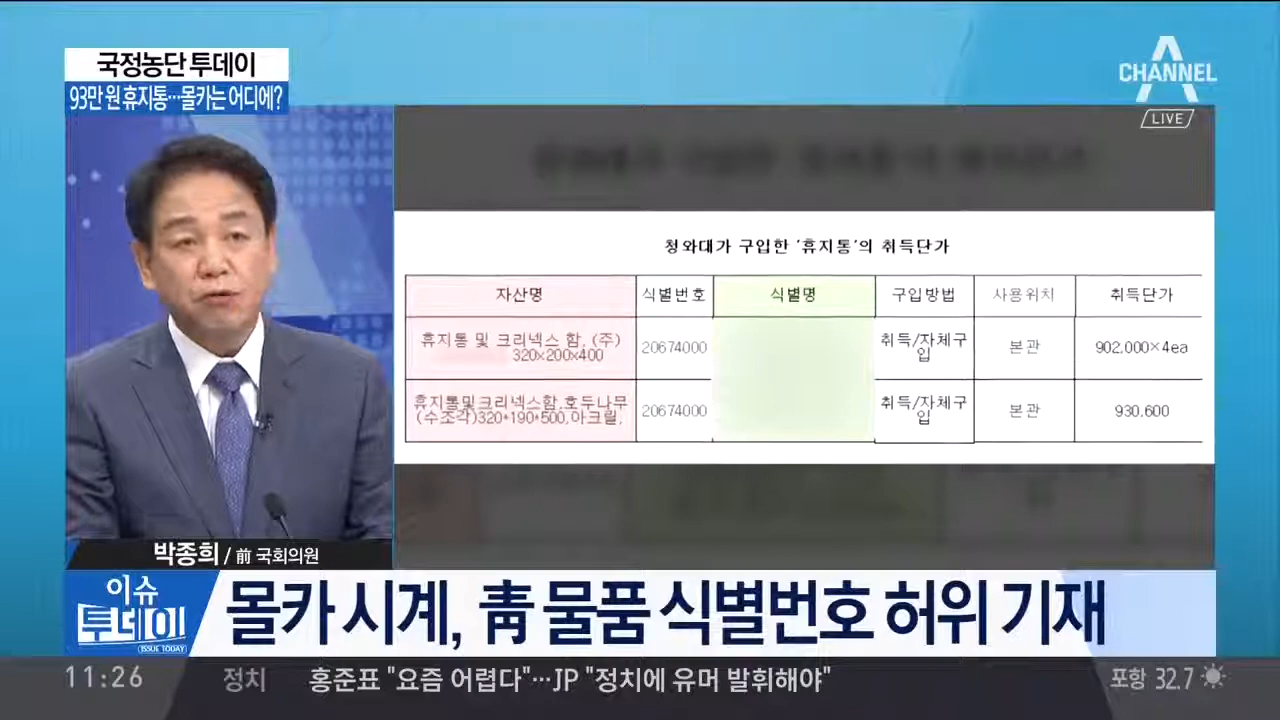 국정농단 투데이
93만 원 휴지통…몰카는 어디에?
CHANNEL A
LIVE
청와대가 구입한 '휴지통'의 취득단가
자산명 식별번호 식별명 구입방법 사용위치 취득단가
휴지통 및 크리넥스 함, (주)
320×200×400
20674000
취득/자체구
입
본관
902,000×4ea
휴지통및크리넥스함,호두나무
(수조각)320*190*500,아크릴,
20674000
취득/자체구
입
본관
930,600
박종희 / 前 국회의원
이슈
투데이
ISSUE TODAY
몰카 시계, 靑 물품 식별번호 허위 기재
11:26 정치 홍준표 "요즘 어렵다"…JP "정치에 유머 발휘해야" 포항 32.7